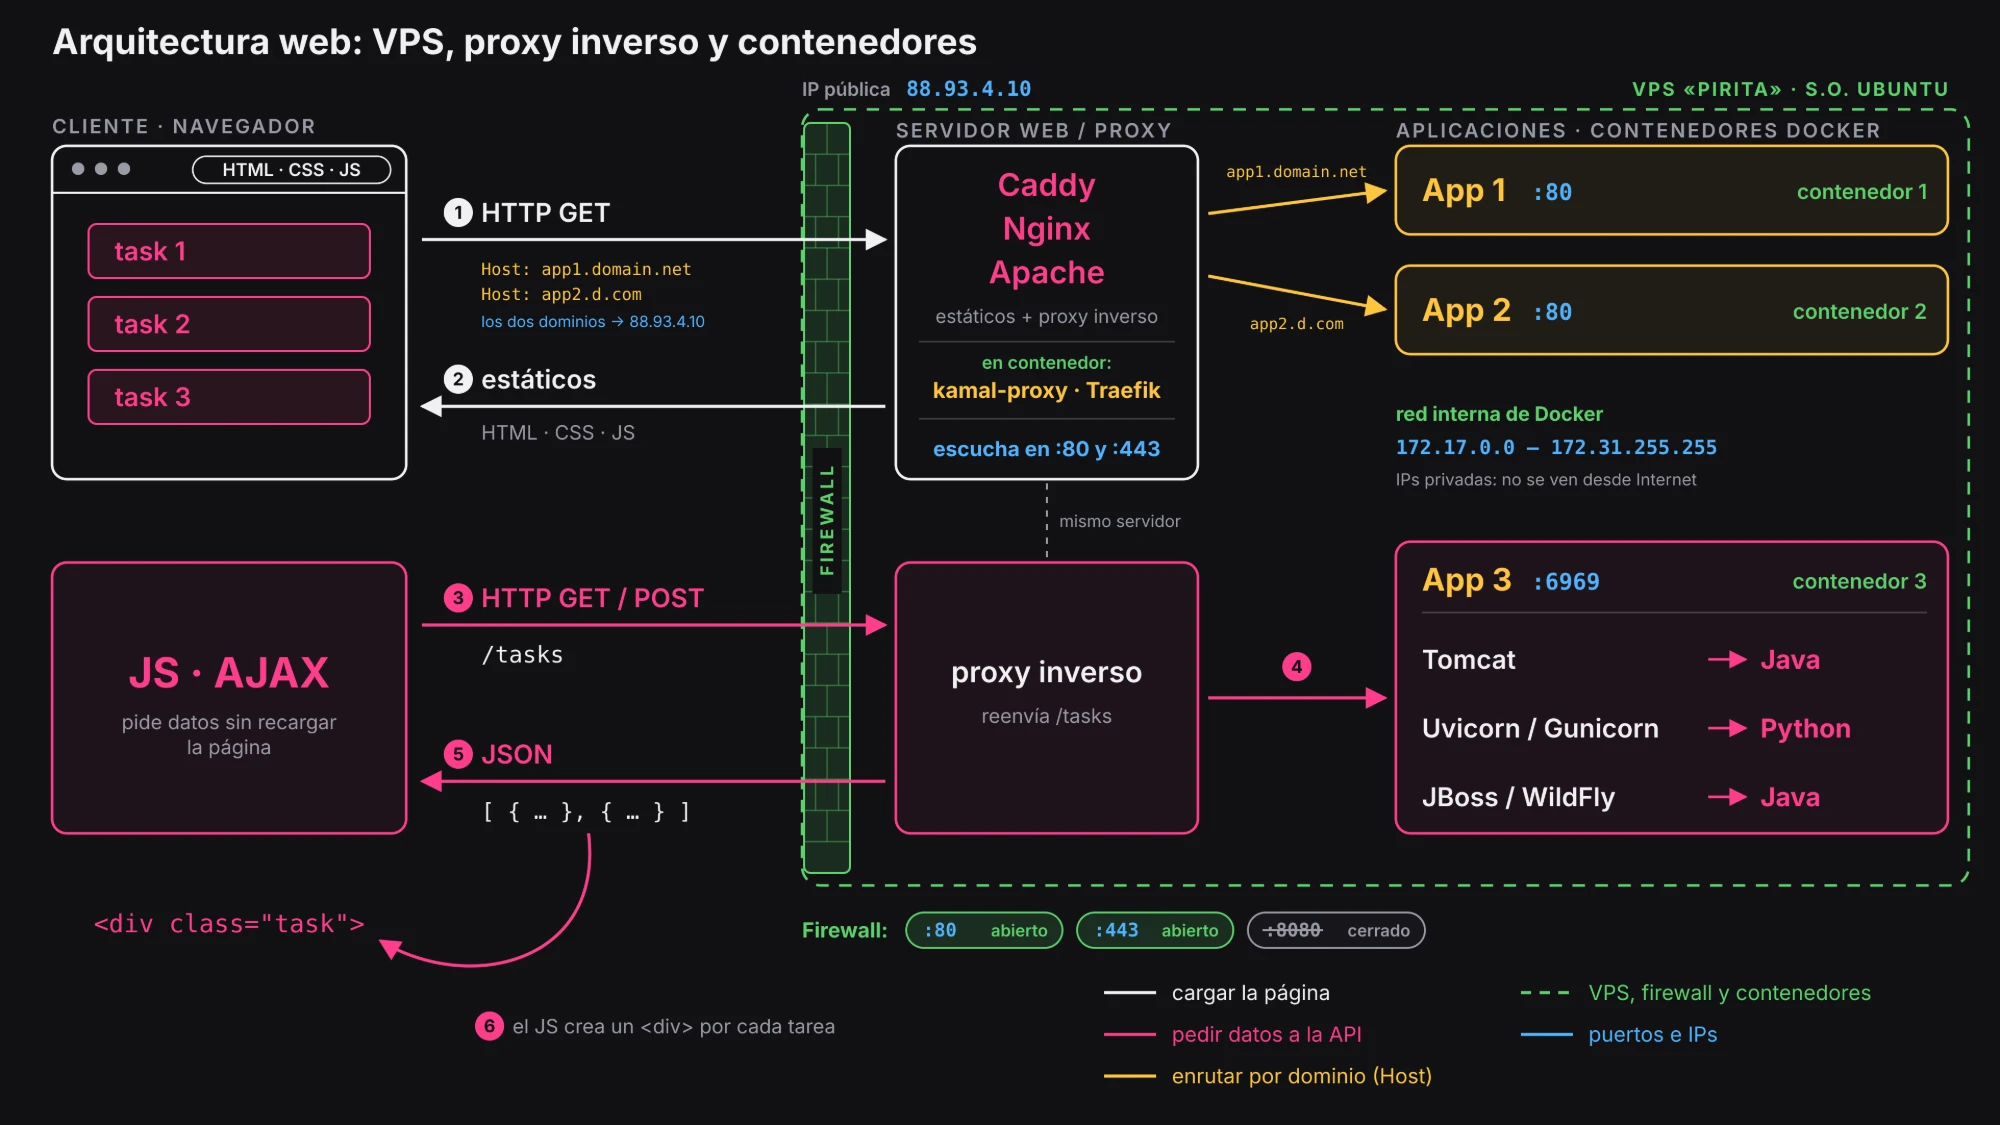 Arquitectura web: VPS, proxy inverso y contenedores
IP pública 88.93.4.10
VPS «PIRITA» · S.O. UBUNTU
CLIENTE · NAVEGADOR
HTML · CSS · JS
task 1
task 2
task 3
1 HTTP GET
Host: app1.domain.net
Host: app2.d.com
los dos dominios → 88.93.4.10
2 estáticos
HTML · CSS · JS
FIREWALL
SERVIDOR WEB / PROXY
Caddy
Nginx
Apache
estáticos + proxy inverso
en contenedor:
kamal-proxy · Traefik
escucha en :80 y :443
mismo servidor
app1.domain.net
app2.d.com
APLICACIONES · CONTENEDORES DOCKER
App 1 :80 contenedor 1
App 2 :80 contenedor 2
red interna de Docker
172.17.0.0 – 172.31.255.255
IPs privadas: no se ven desde Internet
JS · AJAX
pide datos sin recargar
la página
3 HTTP GET / POST
/tasks
5 JSON
[ { … }, { … } ]
proxy inverso
reenvía /tasks
4
App 3 :6969 contenedor 3
Tomcat → Java
Uvicorn / Gunicorn → Python
JBoss / WildFly → Java
<div class="task">
6 el JS crea un <div> por cada tarea
Firewall: :80 abierto :443 abierto :8080 cerrado
cargar la página
pedir datos a la API
enrutar por dominio (Host)
VPS, firewall y contenedores
puertos e IPs